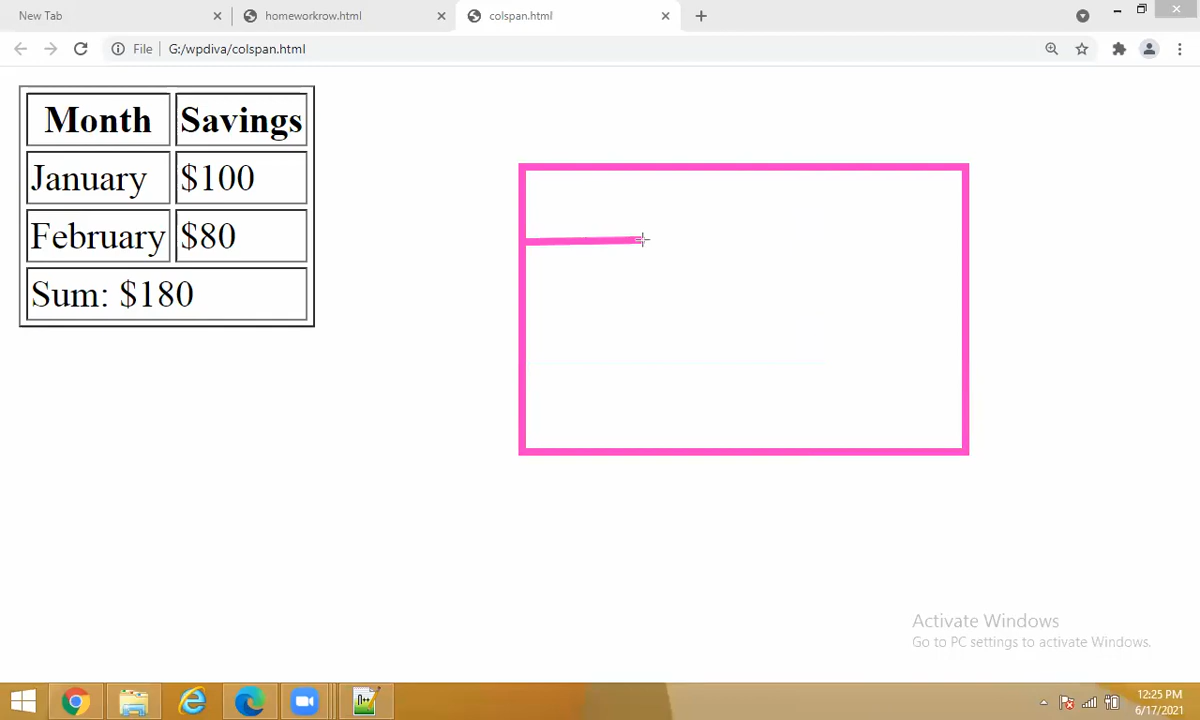 New Tab
homeworkrow.html
colspan.html
File
G:/wpdiva/colspan.html
Month Savings
January $100
February $80
Sum: $180
Activate Windows
Go to PC settings to activate Windows.
12:25 PM
6/17/2021